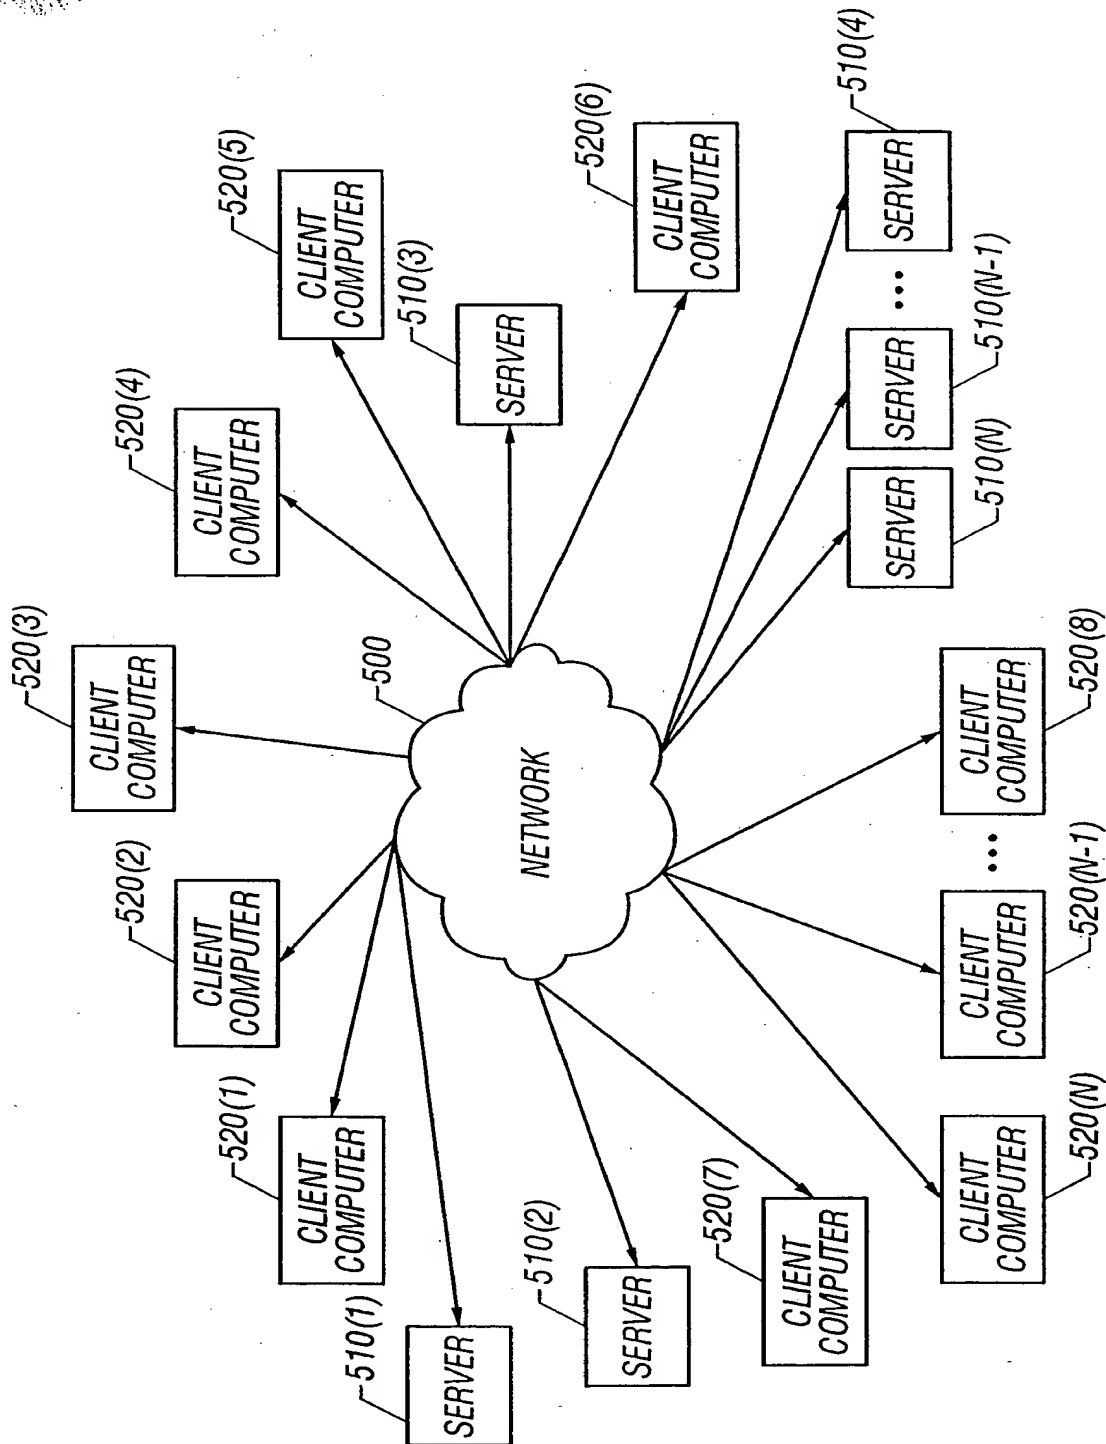 520(3)
CLIENT
COMPUTER
520(2)
CLIENT
COMPUTER
520(4)
CLIENT
COMPUTER
520(1)
CLIENT
COMPUTER
520(5)
CLIENT
COMPUTER
510(1)
SERVER
500
NETWORK
510(3)
SERVER
510(2)
SERVER
520(6)
CLIENT
COMPUTER
520(7)
CLIENT
COMPUTER
510(N)
SERVER
510(N-1)
SERVER
...
510(4)
SERVER
520(N)
CLIENT
COMPUTER
520(N-1)
CLIENT
COMPUTER
...
520(8)
CLIENT
COMPUTER